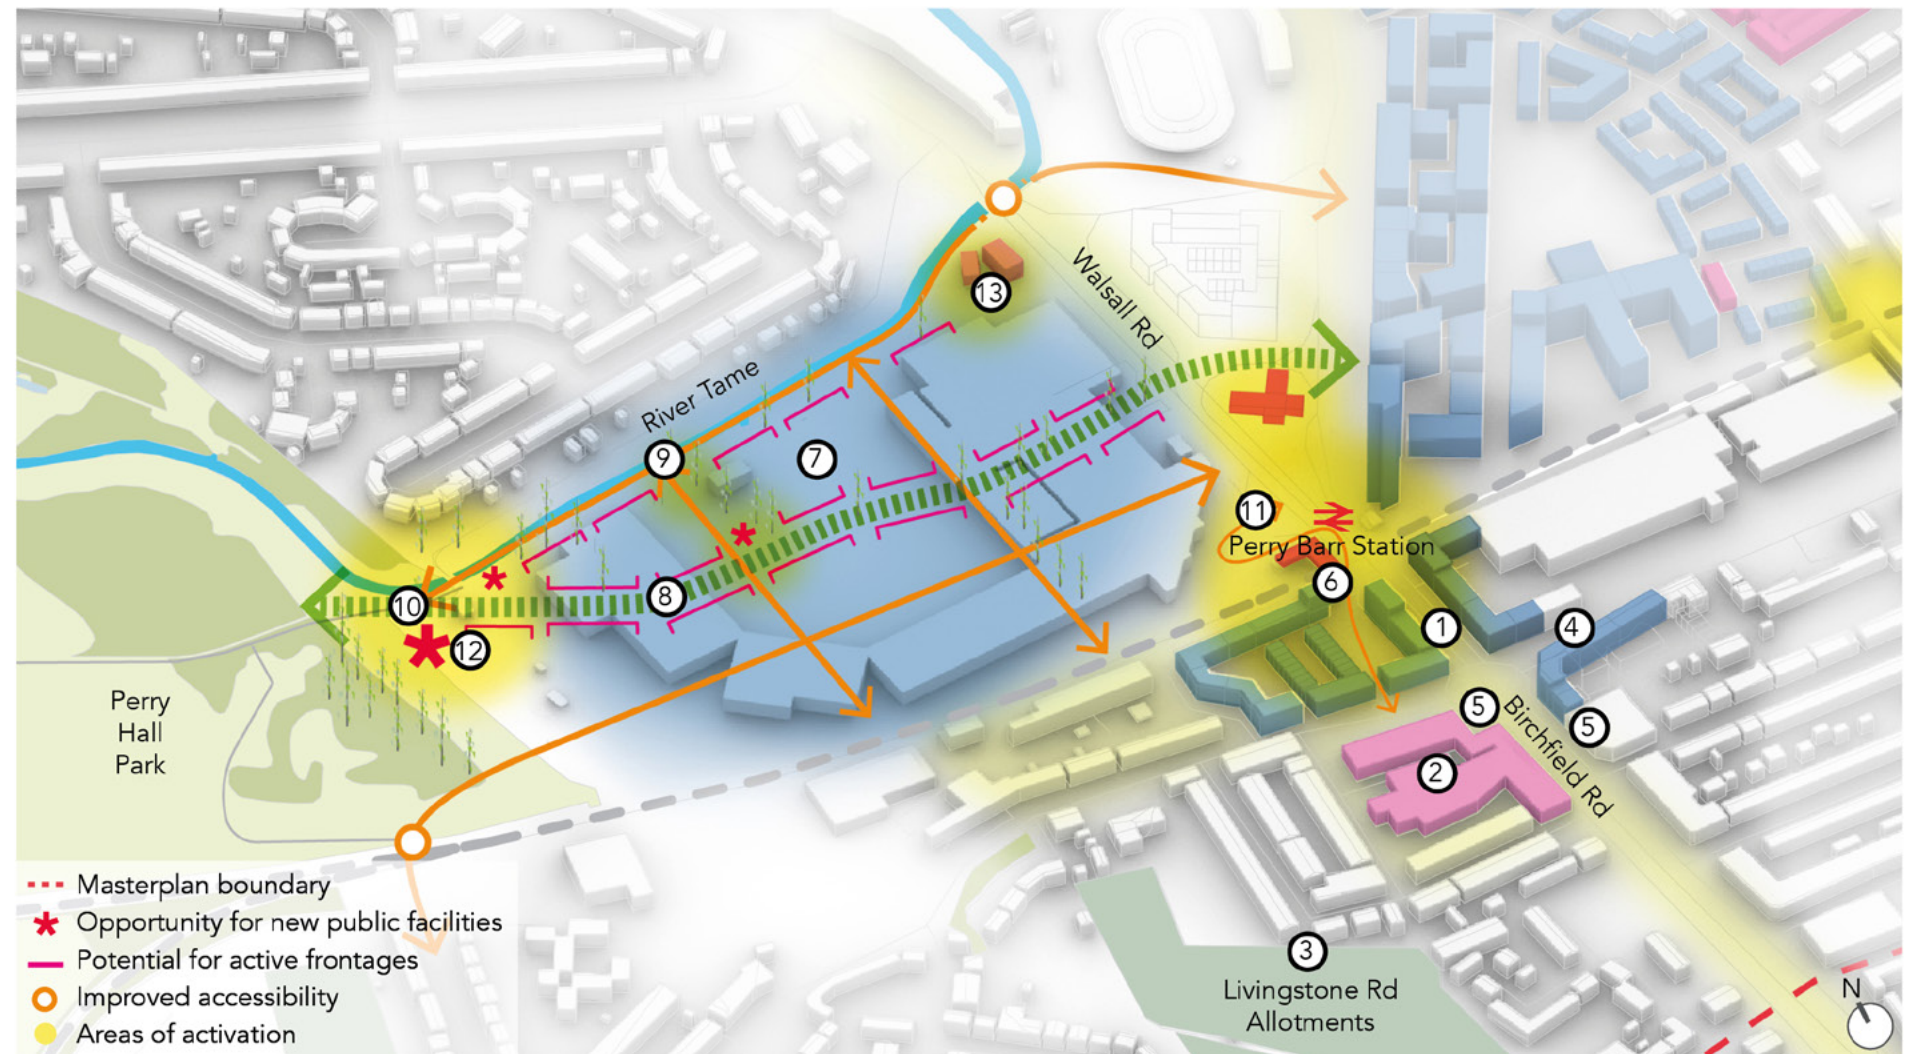 Walsall Rd
River Tame
13
9
7
11
Perry Barr Station
6
10
8
1
4
12
5
5
Birchfield Rd
Perry
Hall
Park
2
3
Livingstone Rd
Allotments
N
Masterplan boundary
Opportunity for new public facilities
Potential for active frontages
Improved accessibility
Areas of activation